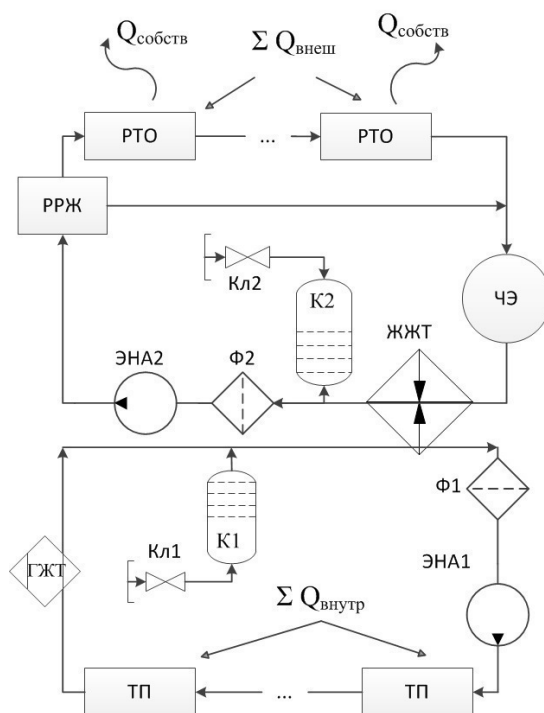 Qсобств
Σ Qвнеш
Qсобств
РТО
...
РТО
РРЖ
Кл2
К2
ЧЭ
ЖЖТ
ЭНА2
Ф2
Ф1
К1
Кл1
ГЖТ
ЭНА1
Σ Qвнутр
ТП
...
ТП